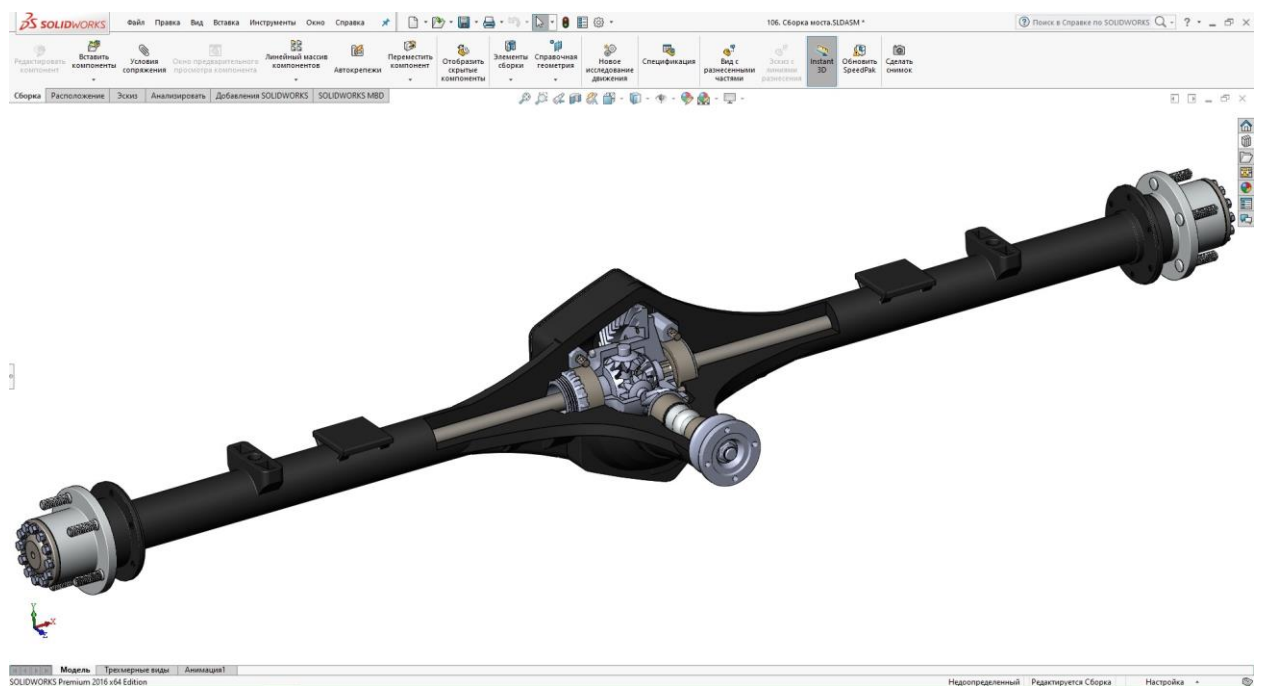 SOLIDWORKS Файл Правка Вид Вставка Инструменты Окно Справка 106. Сборка моста.SLDASM * Поиск в Справке по SOLIDWORKS
Редактировать компонент
Вставить компоненты
Условия сопряжения
Окно предварительного просмотра компонента
Линейный массив компонентов
Автокрепежи
Переместить компонент
Отобразить скрытые компоненты
Элементы сборки
Справочная геометрия
Новое исследование движения
Спецификация
Вид с разнесенными частями
Эскиз с линиями разнесения
Instant 3D
Обновить SpeedPak
Сделать снимок
Сборка Расположение Эскиз Анализировать Добавления SOLIDWORKS SOLIDWORKS MBD
Y
X
Z
Модель Трехмерные виды Анимация1
SOLIDWORKS Premium 2016 x64 Edition Недоопределенный Редактируется Сборка Настройка